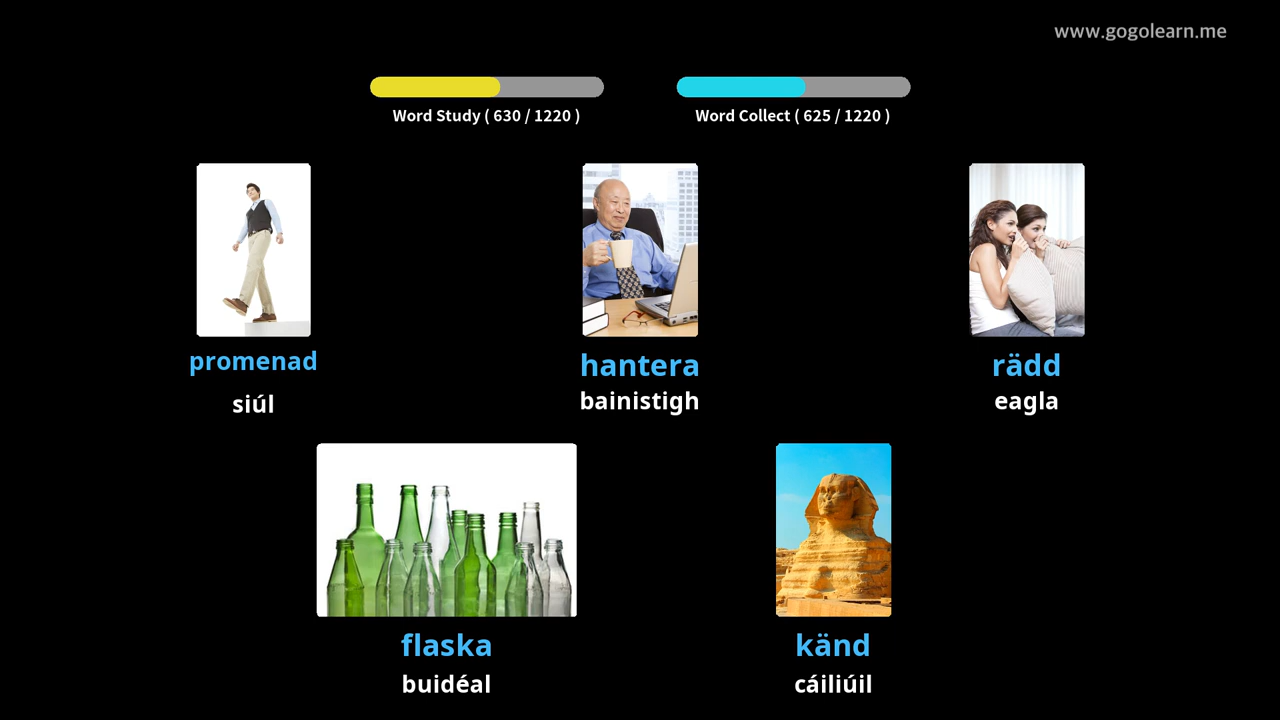 www.gogolearn.me
Word Study ( 630 / 1220 )
Word Collect ( 625 / 1220 )
promenad
siúl
hantera
bainistigh
rädd
eagla
flaska
buidéal
känd
cáiliúil